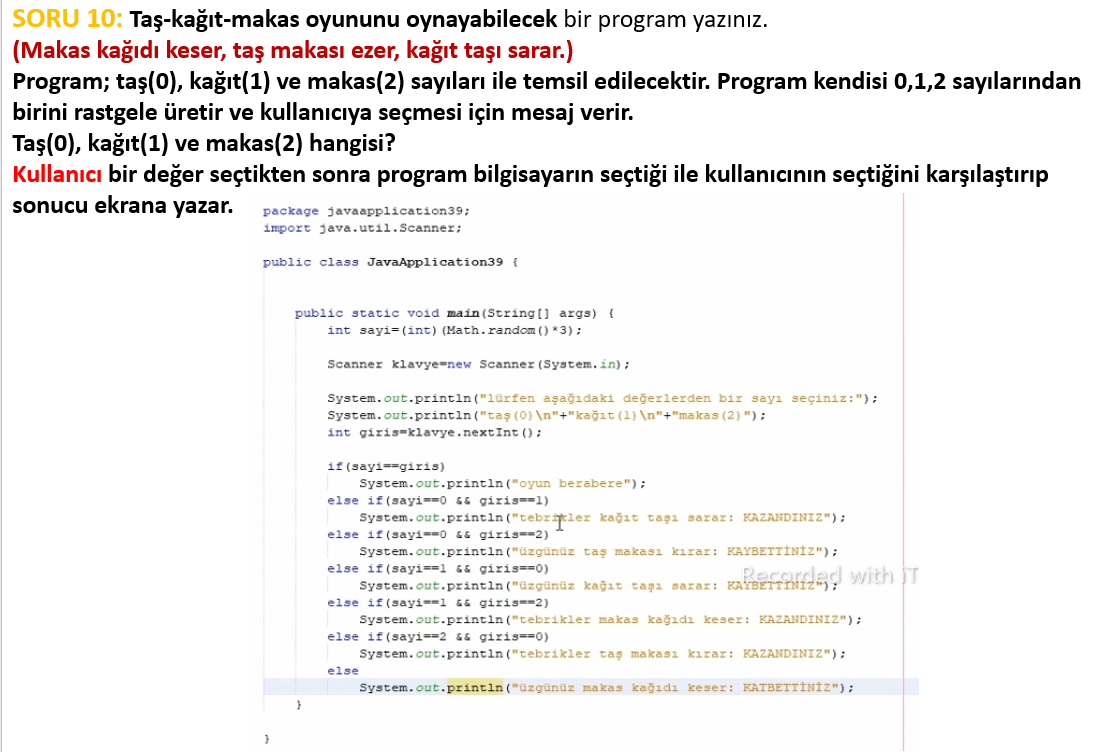 SORU 10: Taş-kağıt-makas oyununu oynayabilecek bir program yazınız.
(Makas kağıdı keser, taş makası ezer, kağıt taşı sarar.)
Program; taş(0), kağıt(1) ve makas(2) sayıları ile temsil edilecektir. Program kendisi 0,1,2 sayılarından
birini rastgele üretir ve kullanıcıya seçmesi için mesaj verir.
Taş(0), kağıt(1) ve makas(2) hangisi?
Kullanıcı bir değer seçtikten sonra program bilgisayarın seçtiği ile kullanıcının seçtiğini karşılaştırıp
sonucu ekrana yazar.
package javaapplication39;
import java.util.Scanner;
public class JavaApplication39 {
public static void main(String[] args) {
int sayi=(int)(Math.random()*3);
Scanner klavye=new Scanner(System.in);
System.out.println("lürfen aşağıdaki değerlerden bir sayı seçiniz:");
System.out.println("taş(0)\n"+"kağıt(1)\n"+"makas(2)");
int giris=klavye.nextInt();
if(sayi==giris)
System.out.println("oyun berabere");
else if(sayi==0 && giris==1)
System.out.println("tebrikler kağıt taşı sarar: KAZANDINIZ");
else if(sayi==0 && giris==2)
System.out.println("üzgünüz taş makası kırar: KAYBETTİNİZ");
else if(sayi==1 && giris==0)
System.out.println("üzgünüz kağıt taşı sarar: KAYBETTİNİZ");
Recorded with iT
else if(sayi==1 && giris==2)
System.out.println("tebrikler makas kağıdı keser: KAZANDINIZ");
else if(sayi==2 && giris==0)
System.out.println("tebrikler taş makası kırar: KAZANDINIZ");
else
System.out.println("üzgünüz makas kağıdı keser: KATBETTİNİZ");
}
}